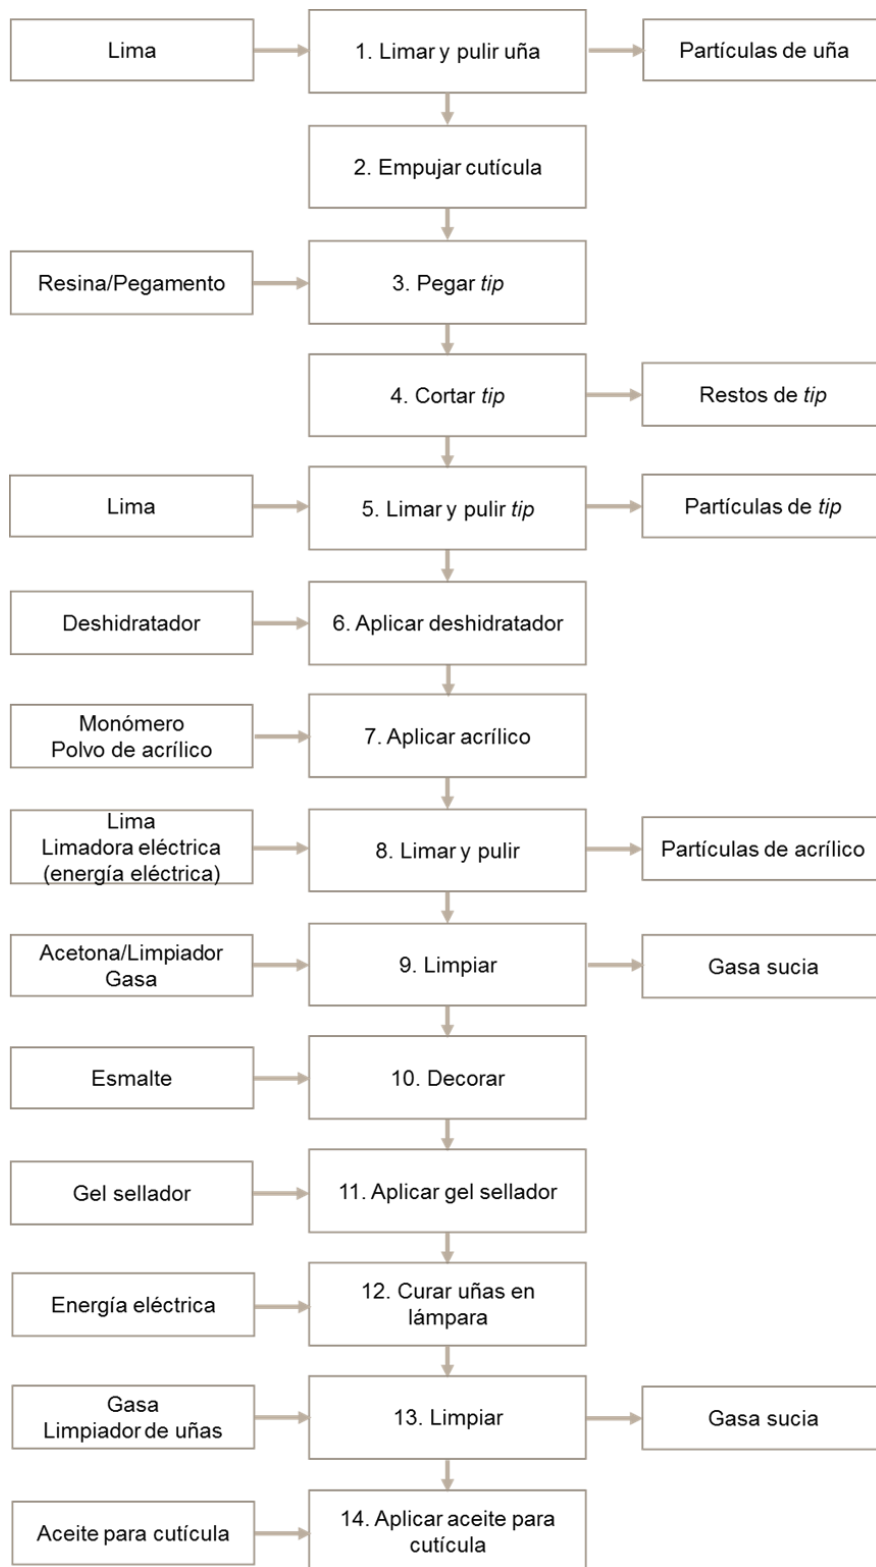 Lima
1. Limar y pulir uña
Partículas de uña
2. Empujar cutícula
Resina/Pegamento
3. Pegar tip
4. Cortar tip
Restos de tip
Lima
5. Limar y pulir tip
Partículas de tip
Deshidratador
6. Aplicar deshidratador
Monómero
Polvo de acrílico
7. Aplicar acrílico
Lima
Limadora eléctrica
(energía eléctrica)
8. Limar y pulir
Partículas de acrílico
Acetona/Limpiador
Gasa
9. Limpiar
Gasa sucia
Esmalte
10. Decorar
Gel sellador
11. Aplicar gel sellador
Energía eléctrica
12. Curar uñas en
lámpara
Gasa
Limpiador de uñas
13. Limpiar
Gasa sucia
Aceite para cutícula
14. Aplicar aceite para
cutícula